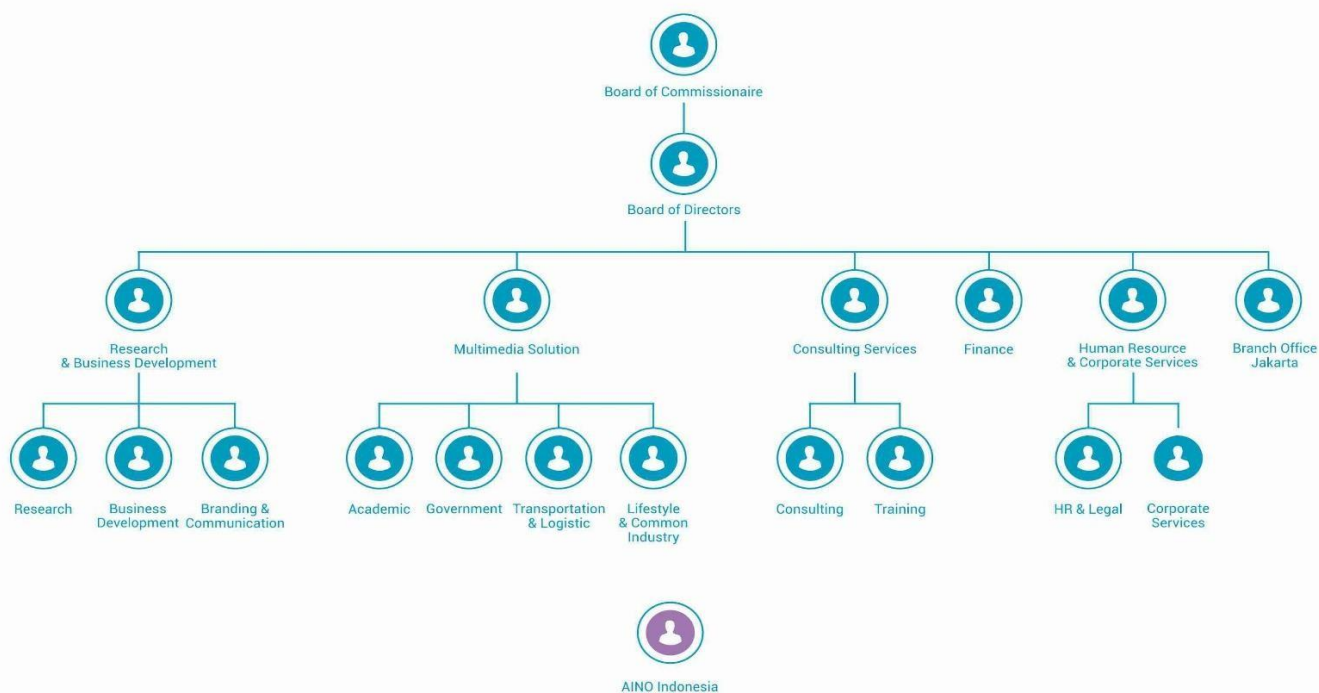 Board of Commissionaire
Board of Directors
Research
& Business Development
Multimedia Solution
Consulting Services
Finance
Human Resource
& Corporate Services
Branch Office
Jakarta
Research
Business
Development
Branding &
Communication
Academic
Government
Transportation
& Logistic
Lifestyle
& Common
Industry
Consulting
Training
HR & Legal
Corporate
Services
AINO Indonesia